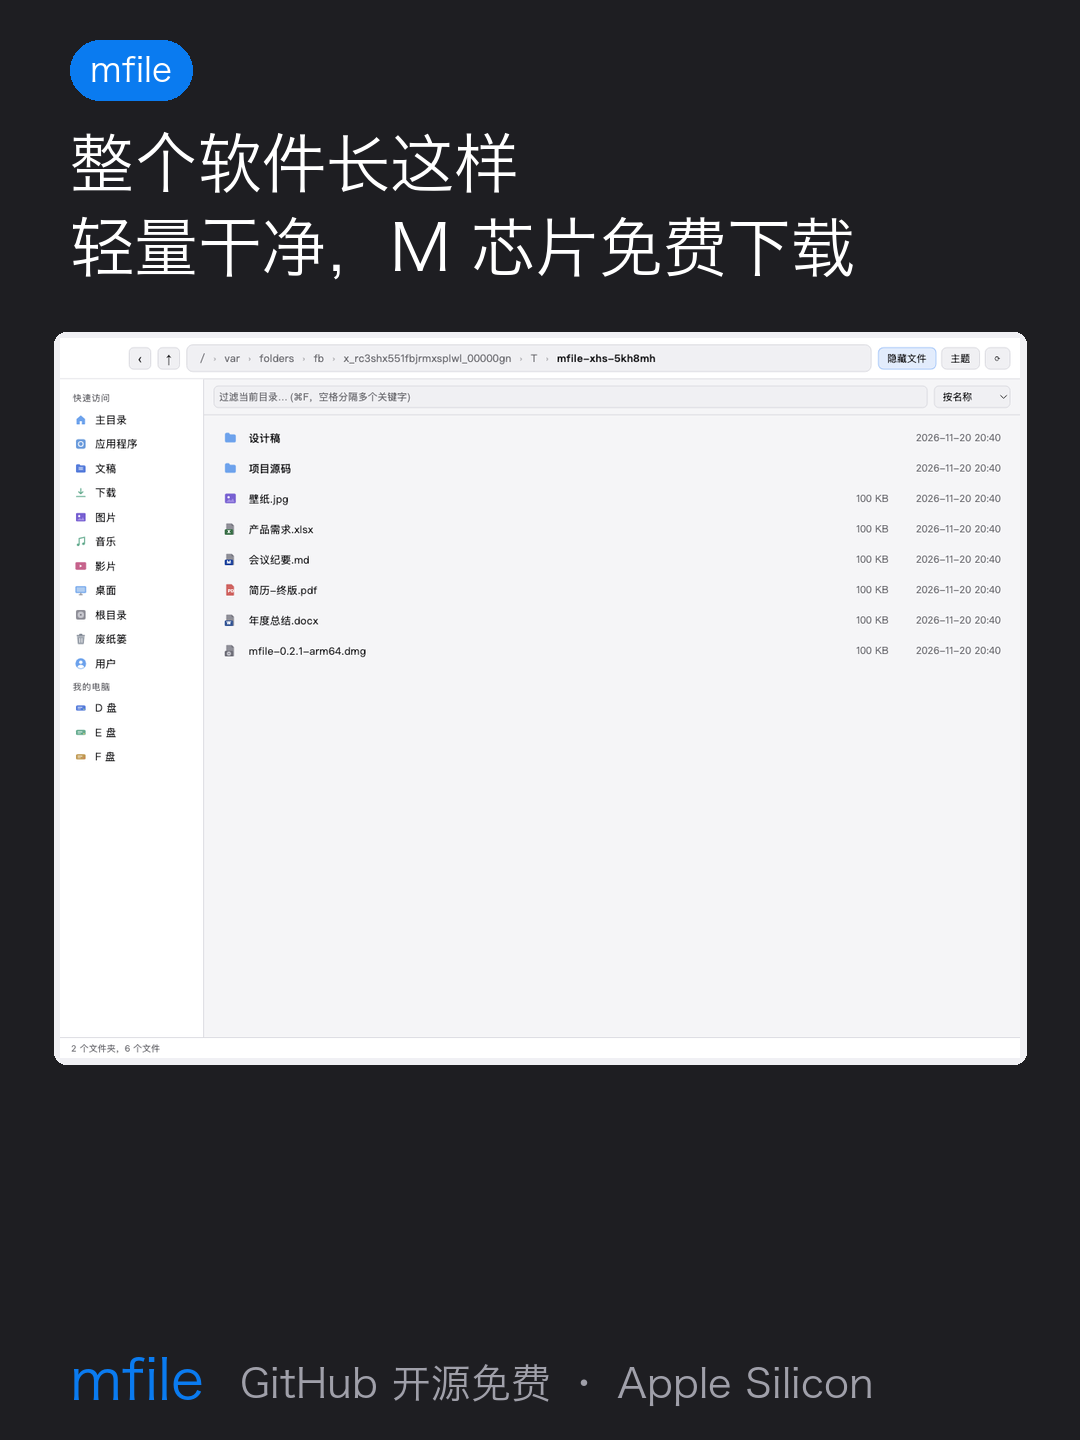 mfile
整个软件长这样
轻量干净，M 芯片免费下载
‹ ↑ / › var › folders › fb › x_rc3shx551fbjrmxsplwl_00000gn › T › mfile-xhs-5kh8mh 隐藏文件 主题 ⟳
快速访问
过滤当前目录... (⌘F，空格分隔多个关键字) 按名称
主目录
应用程序
文稿
下载
图片
音乐
影片
桌面
根目录
废纸篓
用户
我的电脑
D 盘
E 盘
F 盘
设计稿 2026-11-20 20:40
项目源码 2026-11-20 20:40
壁纸.jpg 100 KB 2026-11-20 20:40
产品需求.xlsx 100 KB 2026-11-20 20:40
会议纪要.md 100 KB 2026-11-20 20:40
简历-终版.pdf 100 KB 2026-11-20 20:40
年度总结.docx 100 KB 2026-11-20 20:40
mfile-0.2.1-arm64.dmg 100 KB 2026-11-20 20:40
2 个文件夹，6 个文件
mfile GitHub 开源免费 · Apple Silicon